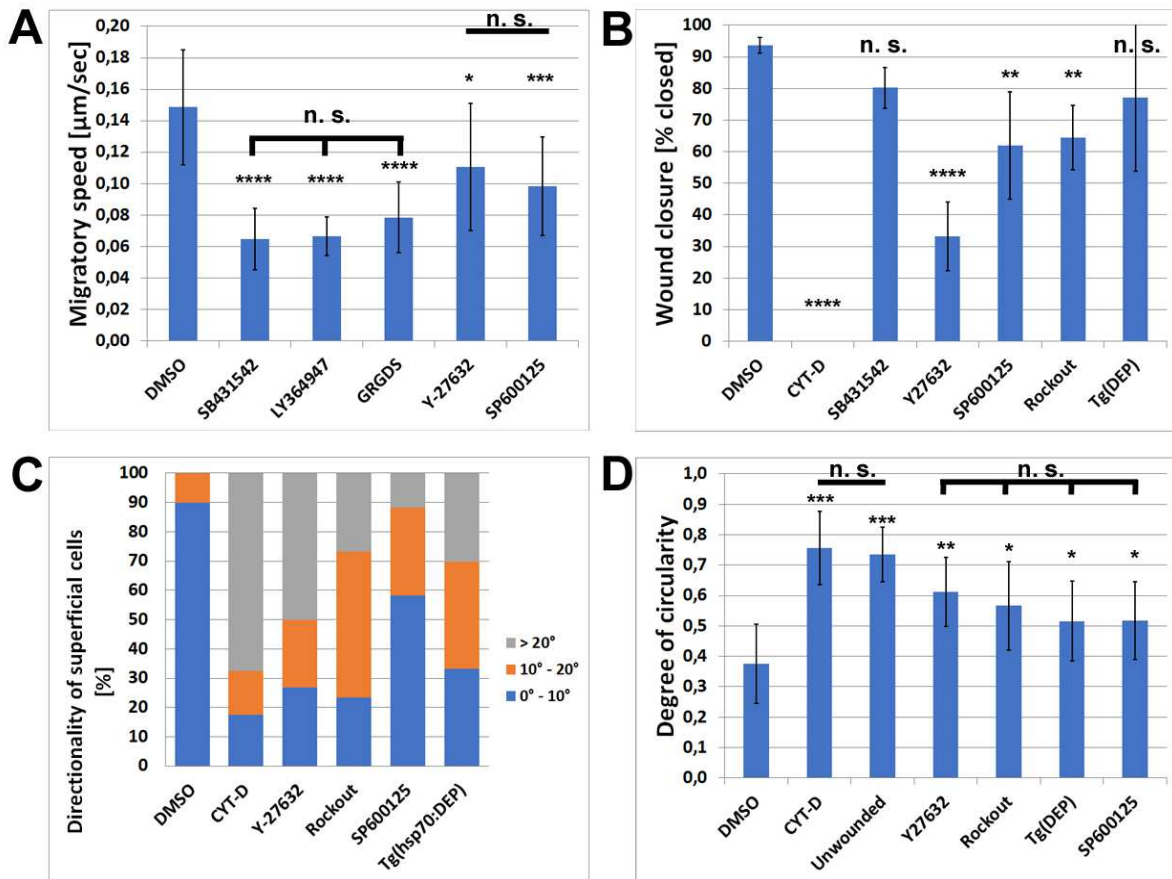 A
Migratory speed [µm/sec]
0,20
0,18
0,16
0,14
0,12
0,10
0,08
0,06
0,04
0,02
0,00
n. s.
* ***
n. s.
**** **** ****
DMSO
SB431542
LY364947
GRGDS
Y-27632
SP600125
B
Wound closure [% closed]
100
90
80
70
60
50
40
30
20
10
0
n. s. n. s.
** **
****
****
DMSO
CYT-D
SB431542
Y27632
SP600125
Rockout
Tg(DEP)
C
Directionality of superficial cells
[%]
100
90
80
70
60
50
40
30
20
10
0
> 20°
10° - 20°
0° - 10°
DMSO
CYT-D
Y-27632
Rockout
SP600125
Tg(hsp70:DEP)
D
Degree of circularity
1,0
0,9
0,8
0,7
0,6
0,5
0,4
0,3
0,2
0,1
0,0
n. s. n. s.
*** *** ** * * *
DMSO
CYT-D
Unwounded
Y27632
Rockout
Tg(DEP)
SP600125